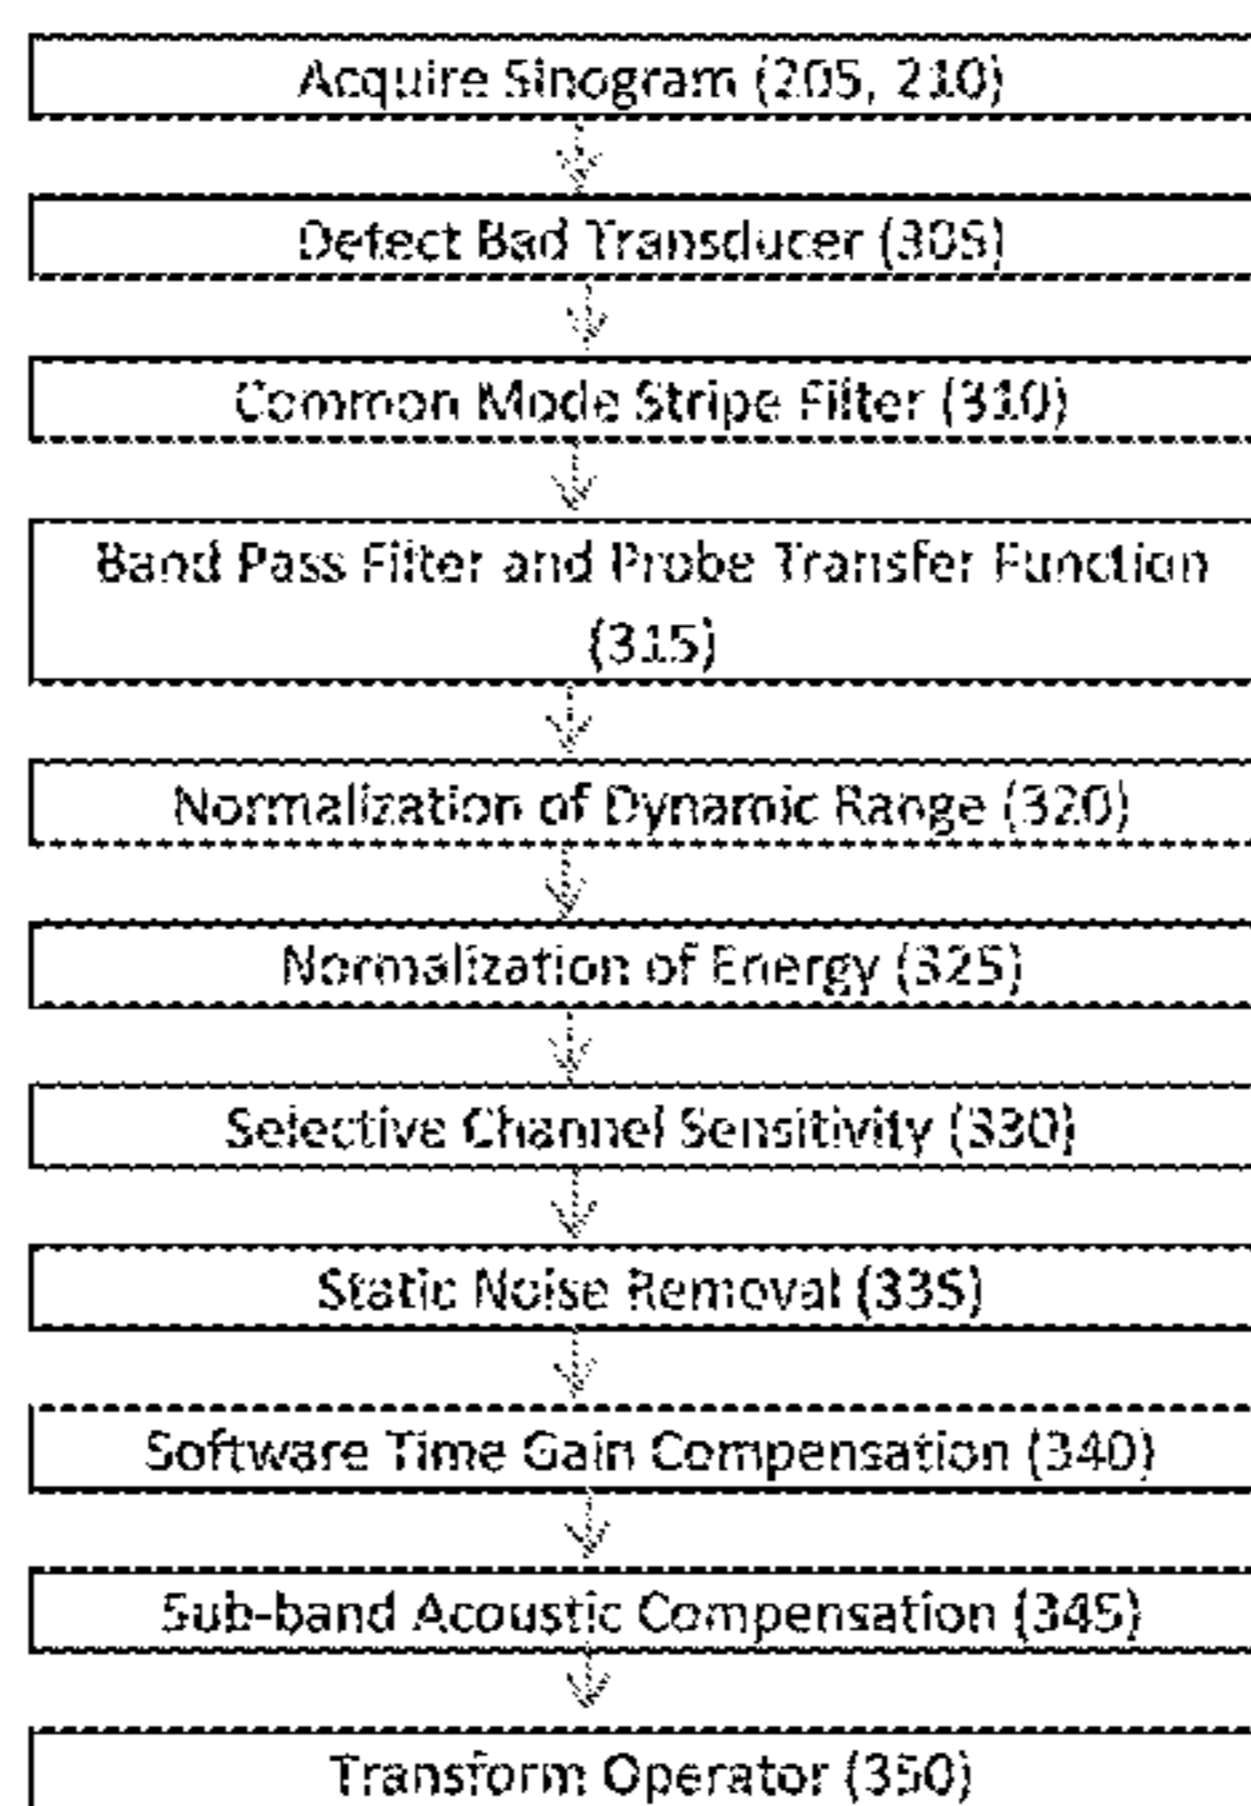 Acquire Sinogram (205, 210)
Detect Bad Transducer (305)
Common Mode Stripe Filter (310)
Band Pass Filter and Probe Transfer Function
(315)
Normalization of Dynamic Range (320)
Normalization of Energy (325)
Selective Channel Sensitivity (330)
Static Noise Removal (335)
Software Time Gain Compensation (340)
Sub-band Acoustic Compensation (345)
Transform Operator (350)